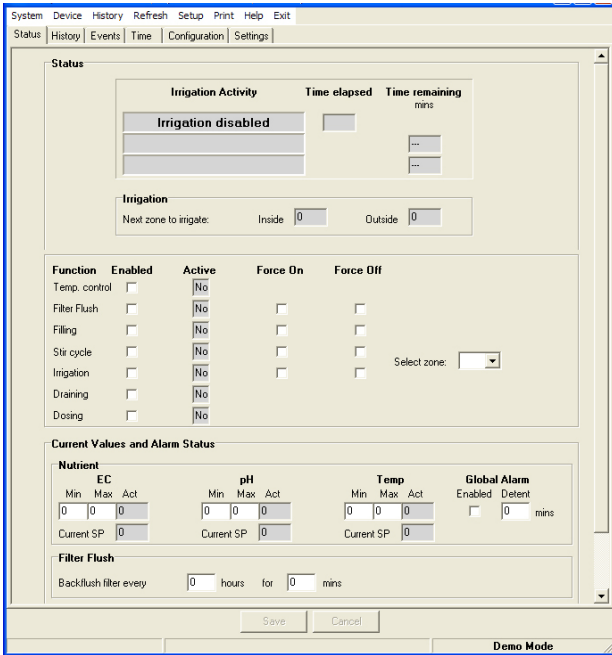 System Device History Refresh Setup Print Help Exit
Status History Events Time Configuration Settings
Status
Irrigation Activity Time elapsed Time remaining
mins
Irrigation disabled
---
---
Irrigation
Next zone to irrigate: Inside 0 Outside 0
Function Enabled Active Force On Force Off
Temp. control No
Filter Flush No
Filling No
Stir cycle No
Select zone:
Irrigation No
Draining No
Dosing No
Current Values and Alarm Status
Nutrient
EC pH Temp Global Alarm
Min Max Act Min Max Act Min Max Act Enabled Detent
0 0 0 0 0 0 0 0 0 0 mins
Current SP 0 Current SP 0 Current SP 0
Filter Flush
Backflush filter every 0 hours for 0 mins
Save Cancel
Demo Mode